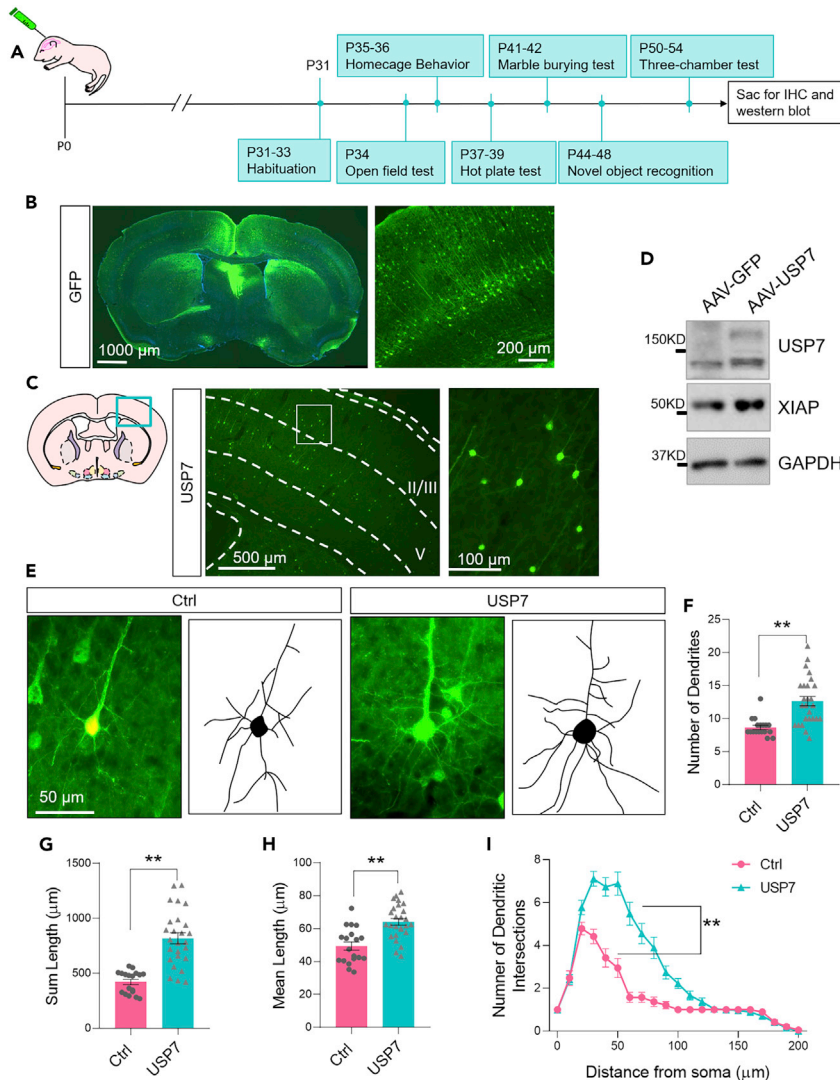 A
P0
P31
P35-36
Homecage Behavior
P41-42
Marble burying test
P50-54
Three-chamber test
Sac for IHC and
western blot
P31-33
Habituation
P34
Open field test
P37-39
Hot plate test
P44-48
Novel object recognition
B
GFP
1000 μm
200 μm
C
USP7
500 μm
II/III
V
100 μm
D
AAV-GFP
AAV-USP7
150KD
USP7
50KD
XIAP
37KD
GAPDH
E
Ctrl
USP7
50 μm
F
Number of Dendrites
25
20
15
10
5
0
**
Ctrl
USP7
G
Sum Length (μm)
1500
1000
500
0
**
Ctrl
USP7
H
Mean Length (μm)
100
80
60
40
20
0
**
Ctrl
USP7
I
Numner of Dendritic
Intersections
8
6
4
2
0
Ctrl
USP7
**
0
50
100
150
200
Distance from soma (μm)